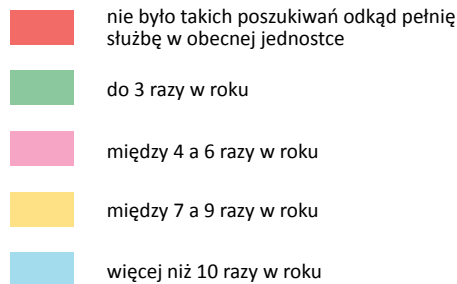 nie było takich poszukiwań odkąd pełnię
służbę w obecnej jednostce
do 3 razy w roku
między 4 a 6 razy w roku
między 7 a 9 razy w roku
więcej niż 10 razy w roku